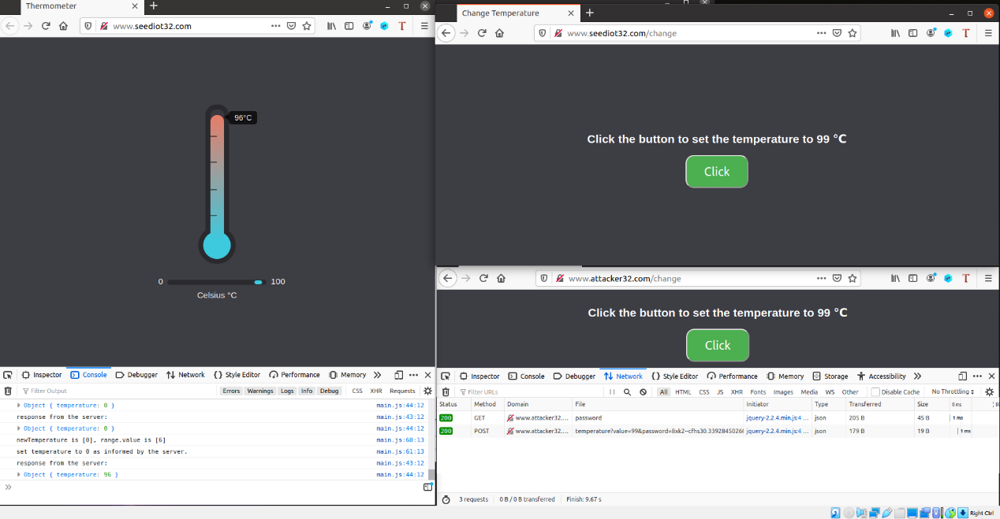 Thermometer
www.seediot32.com
96°C
0 100
Celsius °C
Inspector Console Debugger Network Style Editor Performance Memory
Filter Output Errors Warnings Logs Info Debug CSS XHR Requests
Object { temperature: 0 } main.js:44:12
response from the server: main.js:43:12
Object { temperature: 0 } main.js:44:12
newTemperature is [0], range.value is [6] main.js:60:13
set temperature to 0 as informed by the server. main.js:61:13
response from the server: main.js:43:12
Object { temperature: 96 } main.js:44:12
Change Temperature
www.seediot32.com/change
Click the button to set the temperature to 99 °C
Click
www.attacker32.com/change
Click the button to set the temperature to 99 °C
Click
Inspector Console Debugger Network Style Editor Performance Memory Storage Accessibility
Filter URLs All HTML CSS JS XHR Fonts Images Media WS Other Disable Cache No Throttling
Status Method Domain File Initiator Type Transferred Size 0 ms
200 GET www.attacker32.... password jquery-2.2.4.min.js:4 ... json 205 B 45 B 1 ms
200 POST www.attacker32.... temperature?value=99&password=8xk2--cfhs30. jquery-2.2.4.min.js:4 ... json 179 B 19 B 1 ms
3 requests 0 B / 0 B transferred Finish: 9.67 s
Right Ctrl